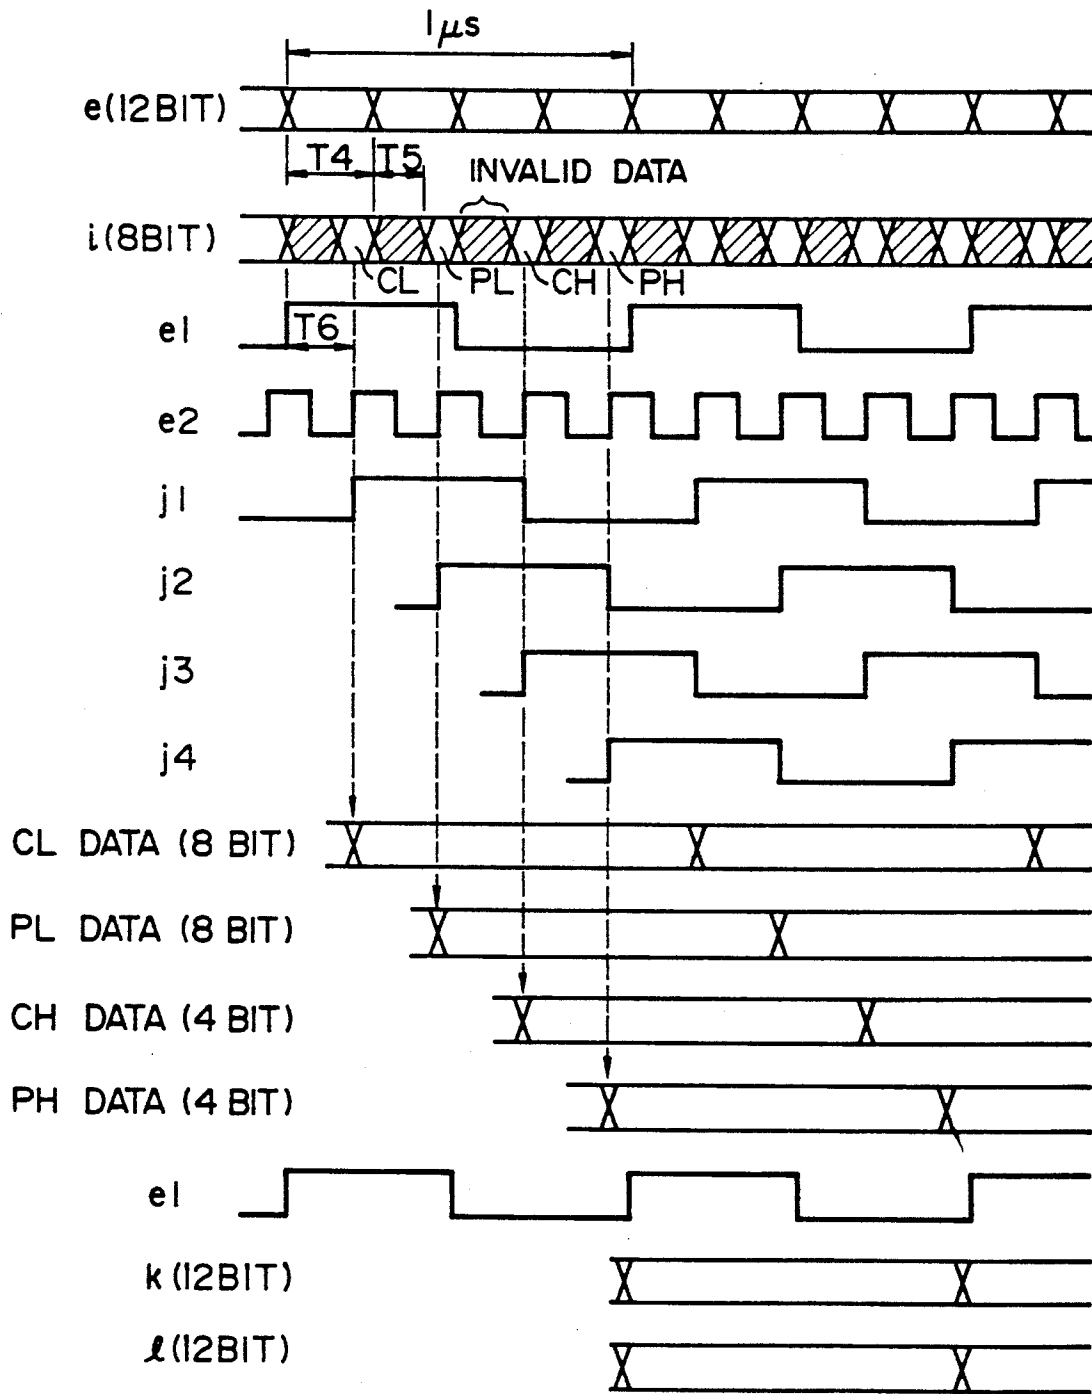 1μs
e(12BIT)
T4 T5 INVALID DATA
i(8BIT)
CL PL CH PH
e1
T6
e2
j1
j2
j3
j4
CL DATA (8 BIT)
PL DATA (8 BIT)
CH DATA (4 BIT)
PH DATA (4 BIT)
e1
k(12BIT)
ℓ(12BIT)